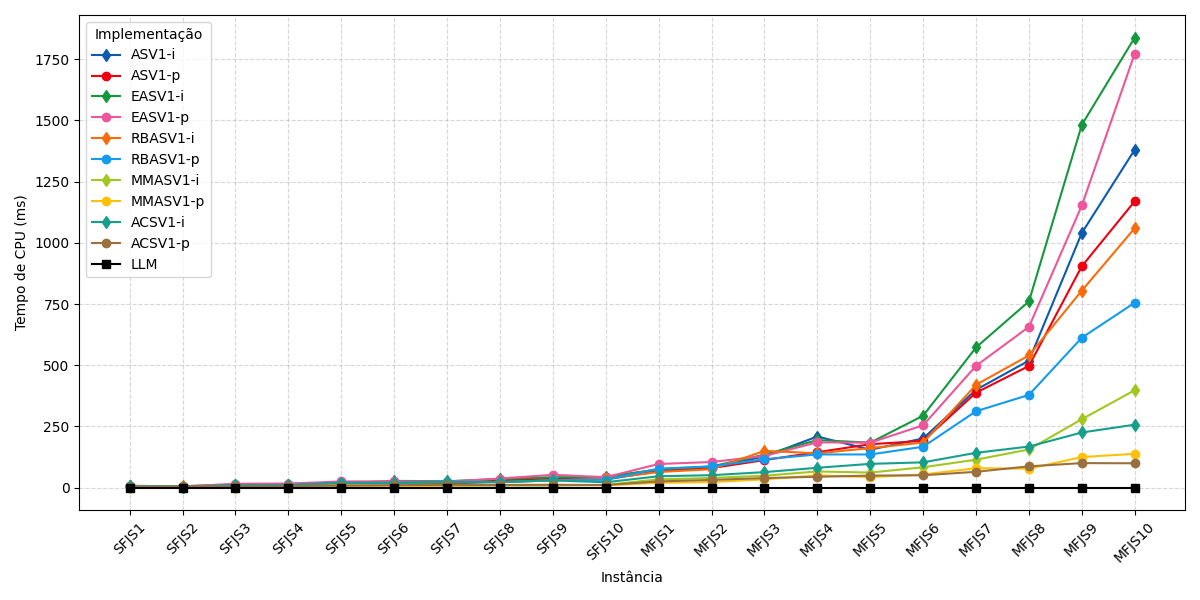 Implementação
ASV1-i
ASV1-p
EASV1-i
EASV1-p
RBASV1-i
RBASV1-p
MMASV1-i
MMASV1-p
ACSV1-i
ACSV1-p
LLM
Tempo de CPU (ms)
1750
1500
1250
1000
750
500
250
0
SFJS1
SFJS2
SFJS3
SFJS4
SFJS5
SFJS6
SFJS7
SFJS8
SFJS9
SFJS10
MFJS1
MFJS2
MFJS3
MFJS4
MFJS5
MFJS6
MFJS7
MFJS8
MFJS9
MFJS10
Instância